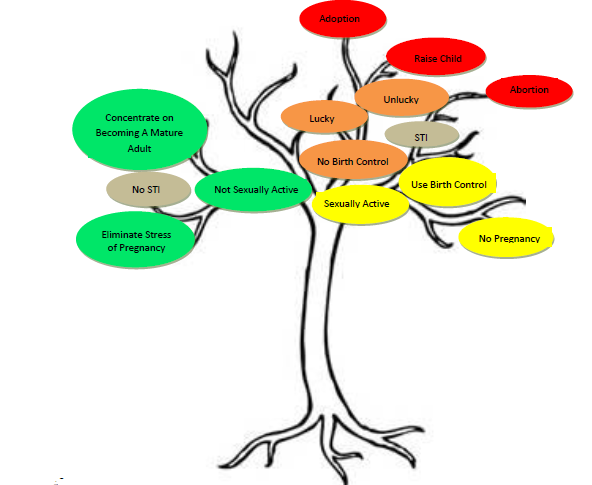 Adoption
Raise Child
Unlucky
Abortion
Lucky
Concentrate on
Becoming A Mature
Adult
STI
No Birth Control
Use Birth Control
No STI
Not Sexually Active
Sexually Active
Eliminate Stress
of Pregnancy
No Pregnancy